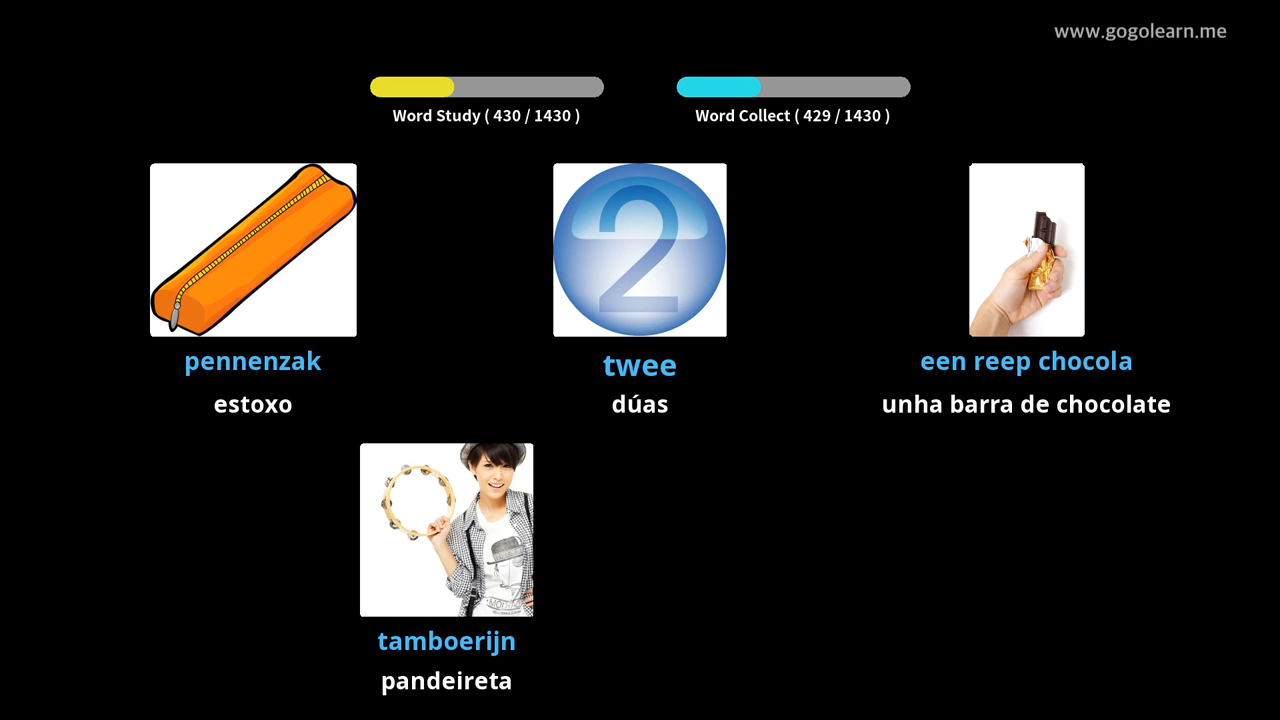 www.gogolearn.me
Word Study ( 430 / 1430 )
Word Collect ( 429 / 1430 )
2
pennenzak
twee
een reep chocola
estoxo
dúas
unha barra de chocolate
tamboerijn
pandeireta